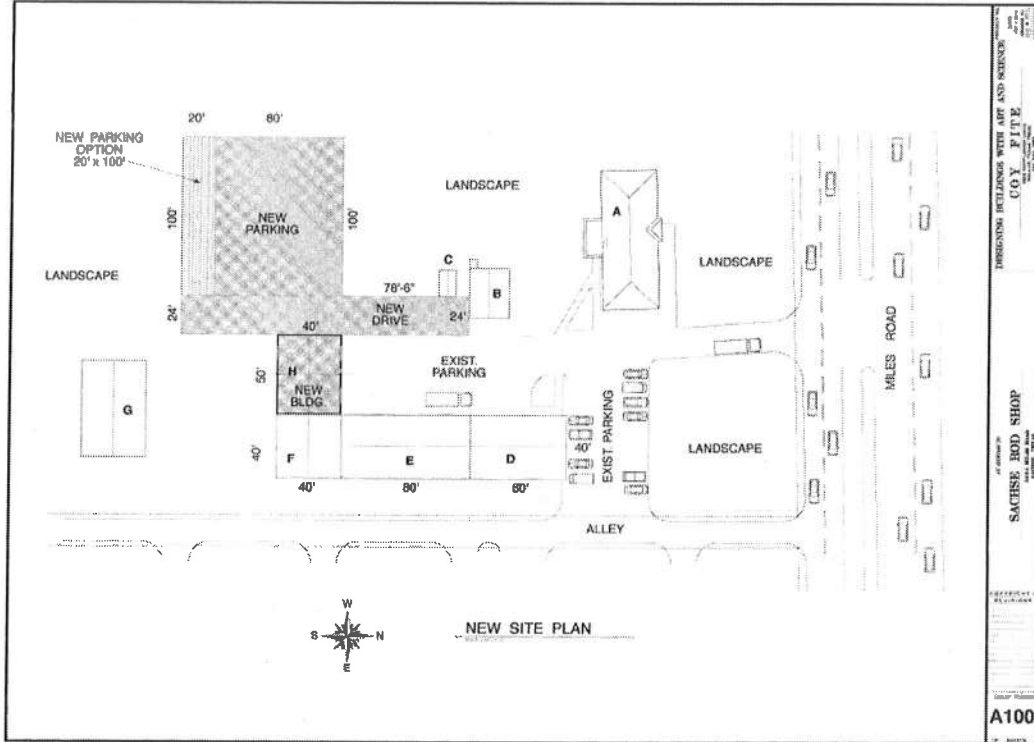 20'
80'
NEW PARKING
OPTION
20' x 100'
100'
NEW
PARKING
100'
LANDSCAPE
A
LANDSCAPE
LANDSCAPE
C
B
78'-6"
NEW
DRIVE
24'
24'
40'
EXIST.
PARKING
50'
H
NEW
BLDG.
G
40'
F
E
D
40'
80'
60'
40'
EXIST. PARKING
LANDSCAPE
MILES ROAD
ALLEY
W
S
N
E
NEW SITE PLAN
DESIGNING BUILDINGS WITH ART AND SCIENCE
COY FITE
SACHSE ROD SHOP
A100